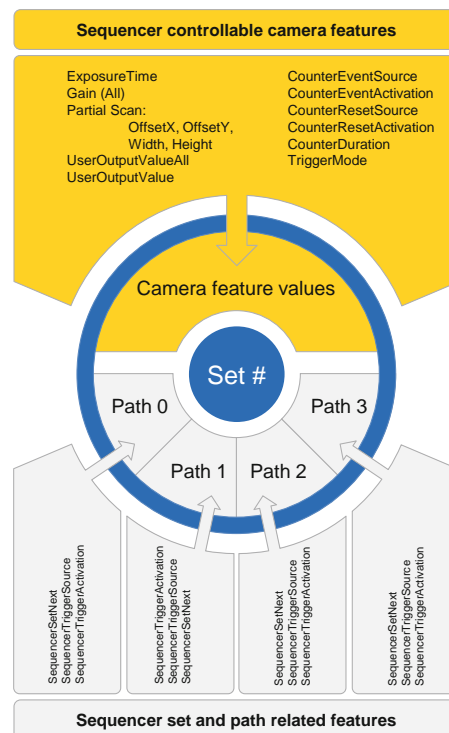 Sequencer controllable camera features
ExposureTime
Gain (All)
Partial Scan:
OffsetX, OffsetY,
Width, Height
UserOutputValueAll
UserOutputValue
CounterEventSource
CounterEventActivation
CounterResetSource
CounterResetActivation
CounterDuration
TriggerMode
Camera feature values
Set #
Path 0
Path 1
Path 2
Path 3
SequencerSetNext
SequencerTriggerSource
SequencerTriggerActivation
SequencerTriggerActivation
SequencerTriggerSource
SequencerSetNext
SequencerSetNext
SequencerTriggerSource
SequencerTriggerActivation
SequencerSetNext
SequencerTriggerSource
SequencerTriggerActivation
Sequencer set and path related features